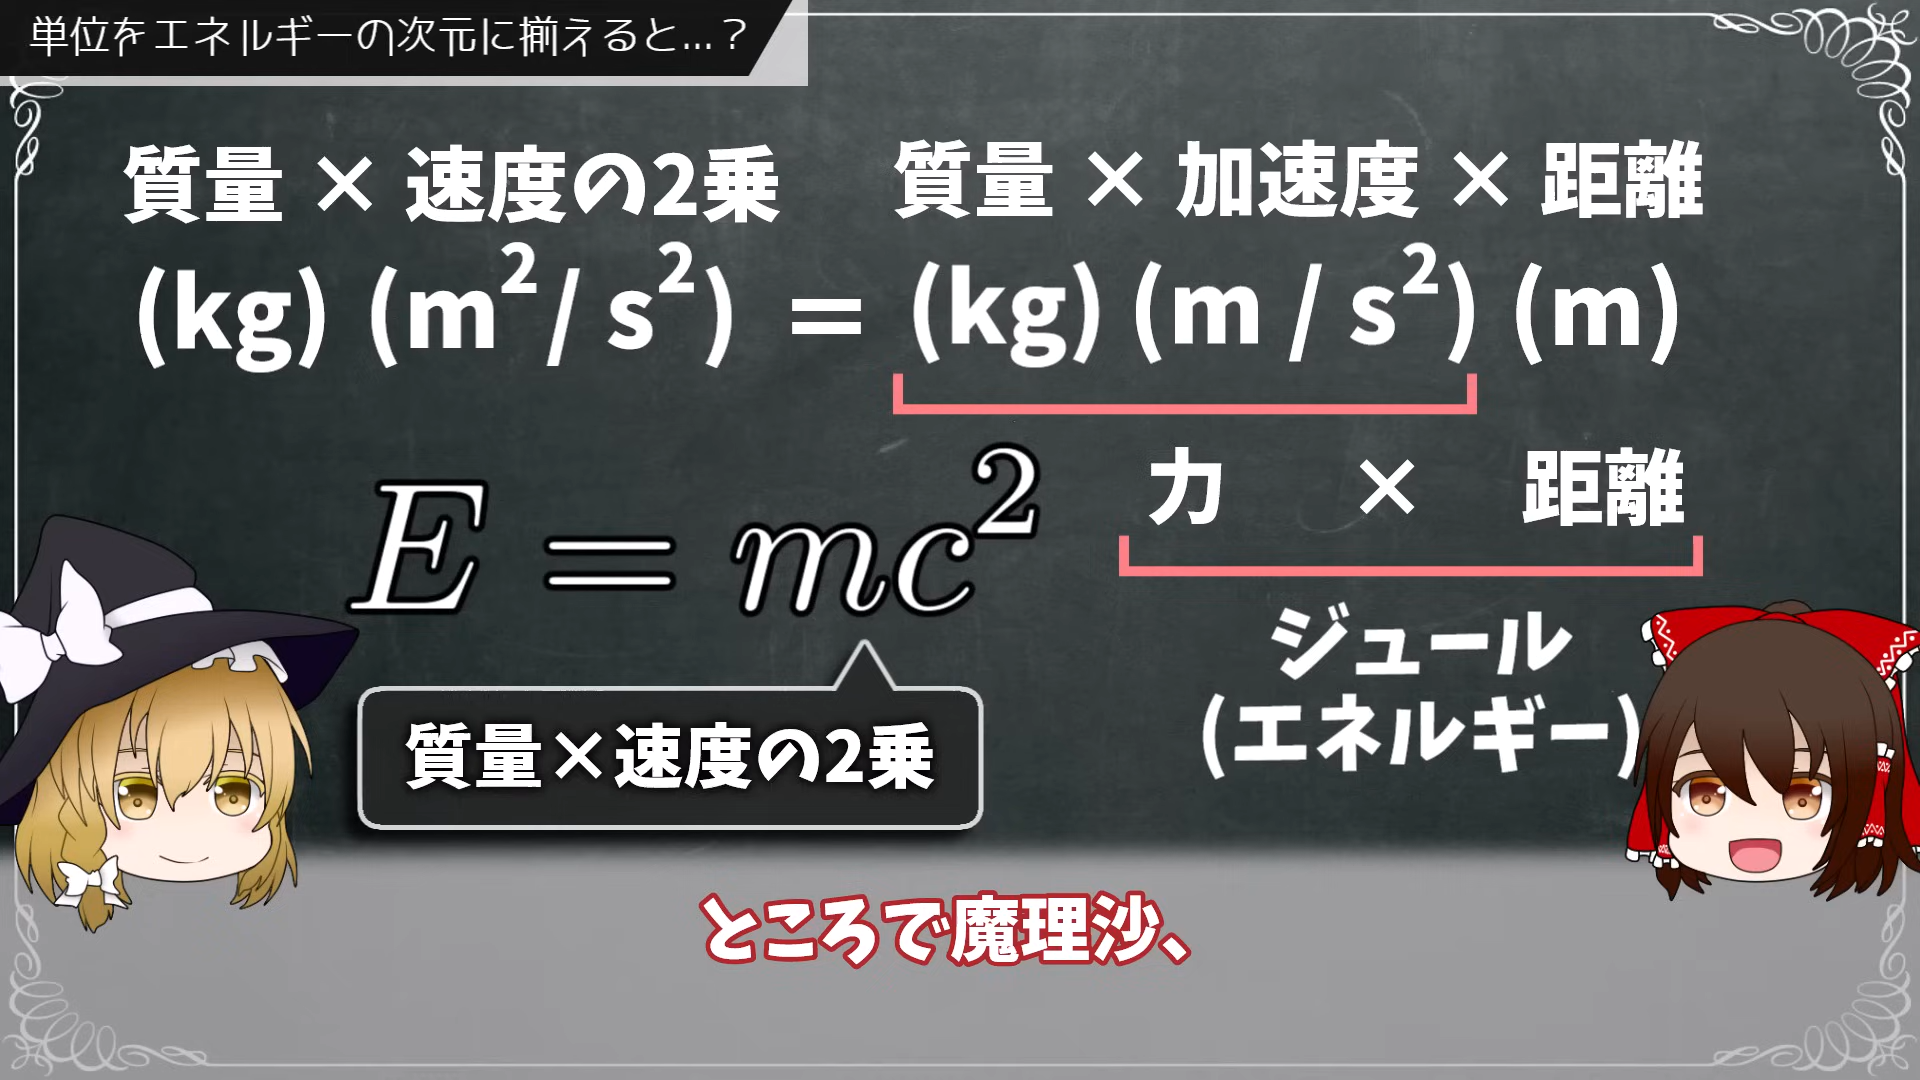 単位をエネルギーの次元に揃えると...？
質量 × 速度の2乗
質量 × 加速度 × 距離
(kg) (m²/ s²) = (kg) (m / s²) (m)
力 × 距離
E = mc²
ジュール
(エネルギー)
質量×速度の2乗
ところで魔理沙、